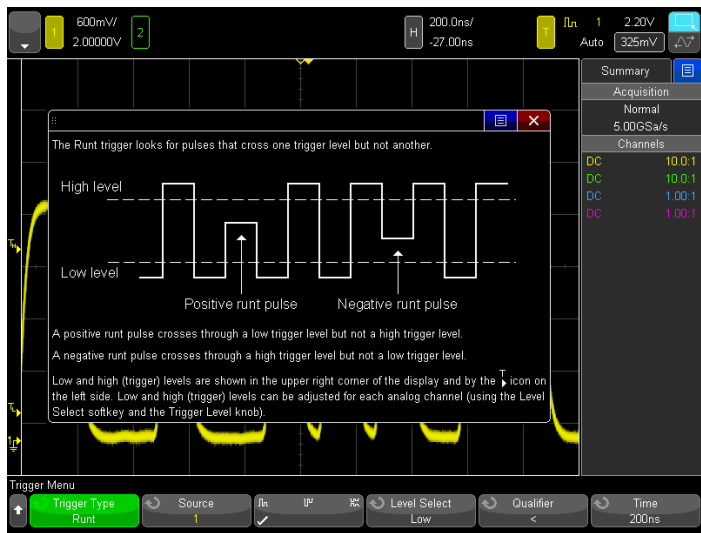 600mV/ 200.0ns/ 1 2.20V
1 2 H T
2.00000V -27.00ns Auto 325mV
Summary
Acquisition
Normal
5.00GSa/s
Channels
DC 10.0:1
DC 10.0:1
DC 1.00:1
DC 1.00:1
The Runt trigger looks for pulses that cross one trigger level but not another.
High level
Low level
Positive runt pulse Negative runt pulse
A positive runt pulse crosses through a low trigger level but not a high trigger level.
A negative runt pulse crosses through a high trigger level but not a low trigger level.
Low and high (trigger) levels are shown in the upper right corner of the display and by the T icon on
the left side. Low and high (trigger) levels can be adjusted for each analog channel (using the Level
Select softkey and the Trigger Level knob).
Trigger Menu
Trigger Type Source Level Select Qualifier Time
Runt 1 Low < 200ns